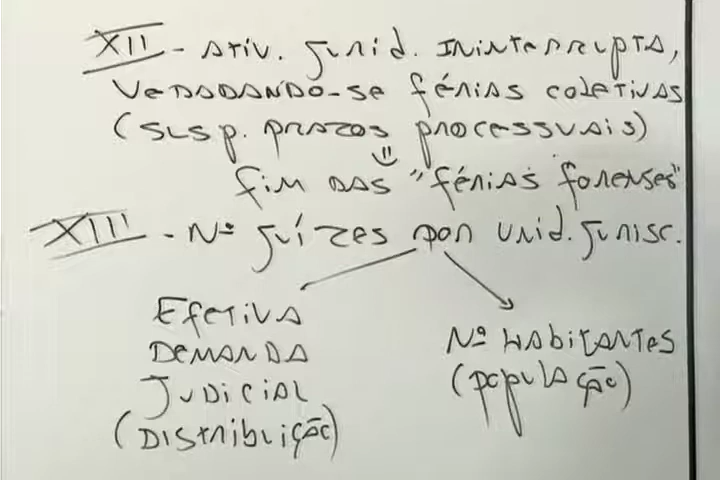 XII - Ativ. Jurid. Ininterrupta,
Vedadando-se férias coletivas
(Susp. prazos processuais)
fim das "férias forenses"
XIII - Nº juízes por unid. jurisc.
Efetiva
Demanda
Judicial
(Distribuição)
Nº Habitantes
(população)